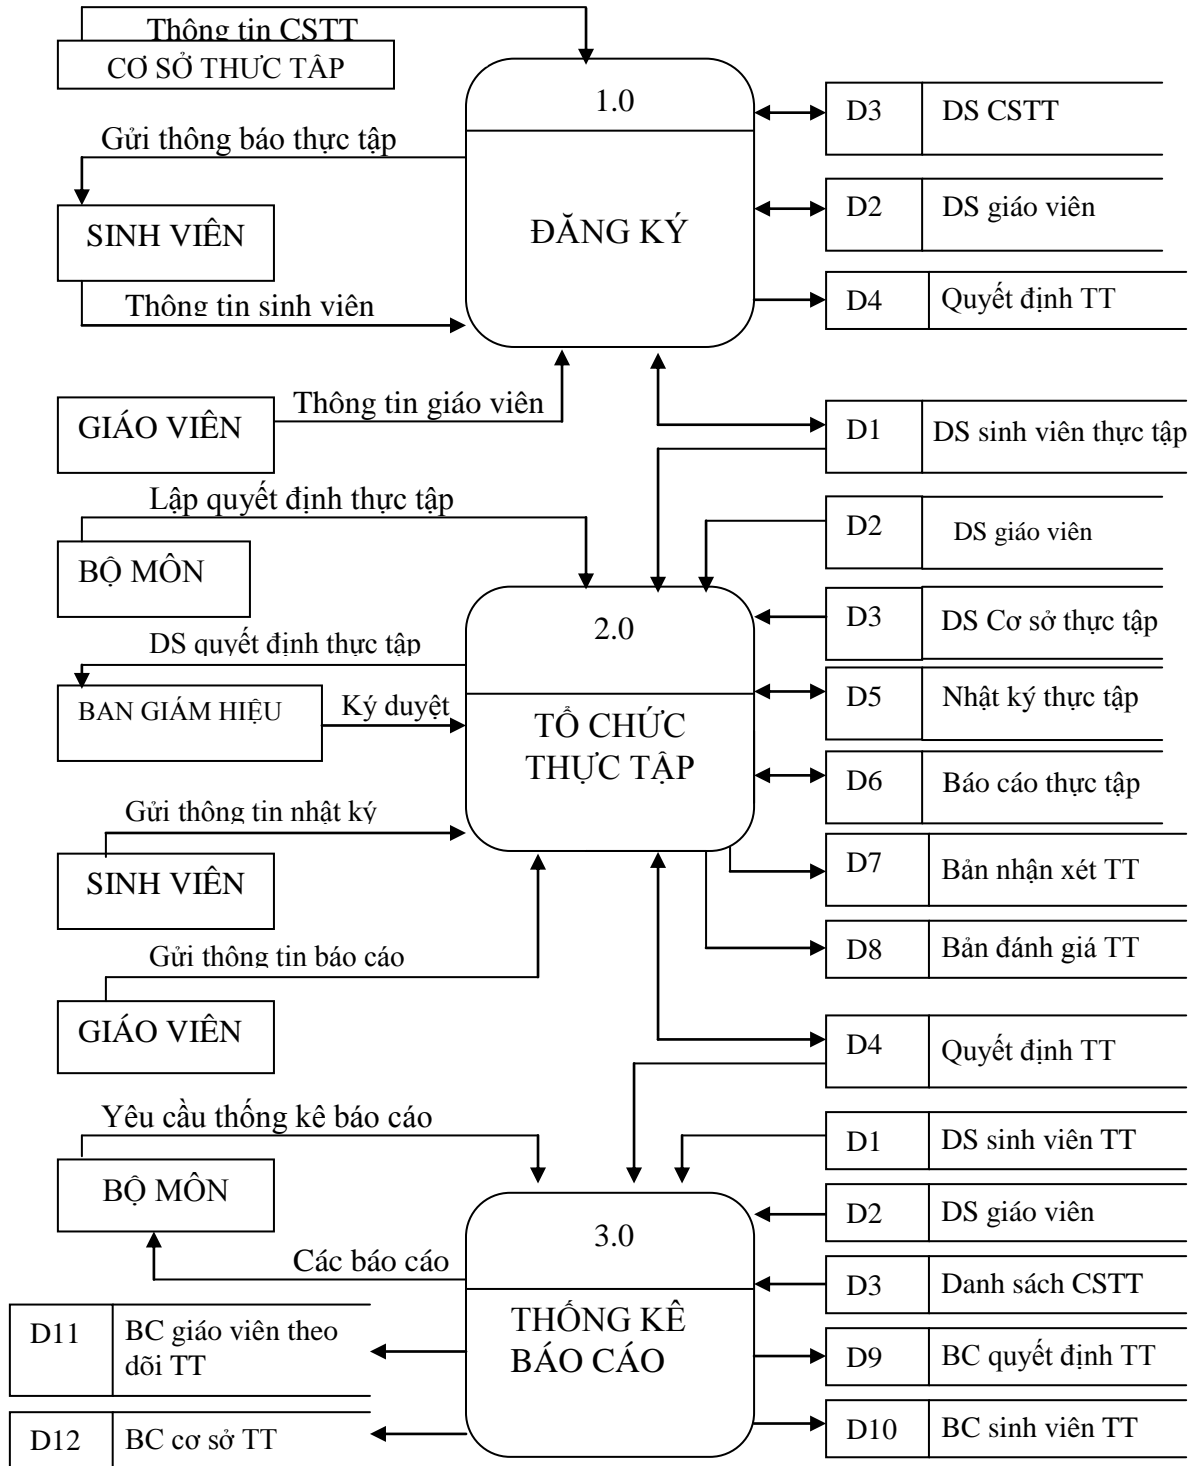 Thông tin CSTT
CƠ SỞ THƯC TÂP
1.0
D3 DS CSTT
Gửi thông báo thực tập
D2 DS giáo viên
SINH VIÊN
ĐĂNG KÝ
D4 Quyết định TT
Thông tin sinh viên
Thông tin giáo viên
GIÁO VIÊN
D1 DS sinh viên thực tập
Lập quyết định thực tập
D2 DS giáo viên
BỘ MÔN
2.0
D3 DS Cơ sở thực tập
DS quyết định thực tập
BAN GIÁM HIỆU
Ký duyệt
D5 Nhật ký thực tập
TỔ CHỨC
THỰC TẬP
D6 Báo cáo thực tập
Gửi thông tin nhật ký
D7 Bản nhận xét TT
SINH VIÊN
Gửi thông tin báo cáo
D8 Bản đánh giá TT
GIÁO VIÊN
D4 Quyết định TT
Yêu cầu thống kê báo cáo
D1 DS sinh viên TT
BỘ MÔN
D2 DS giáo viên
3.0
Các báo cáo
D3 Danh sách CSTT
D11 BC giáo viên theo
dõi TT
THỐNG KÊ
BÁO CÁO
D9 BC quyết định TT
D12 BC cơ sở TT
D10 BC sinh viên TT